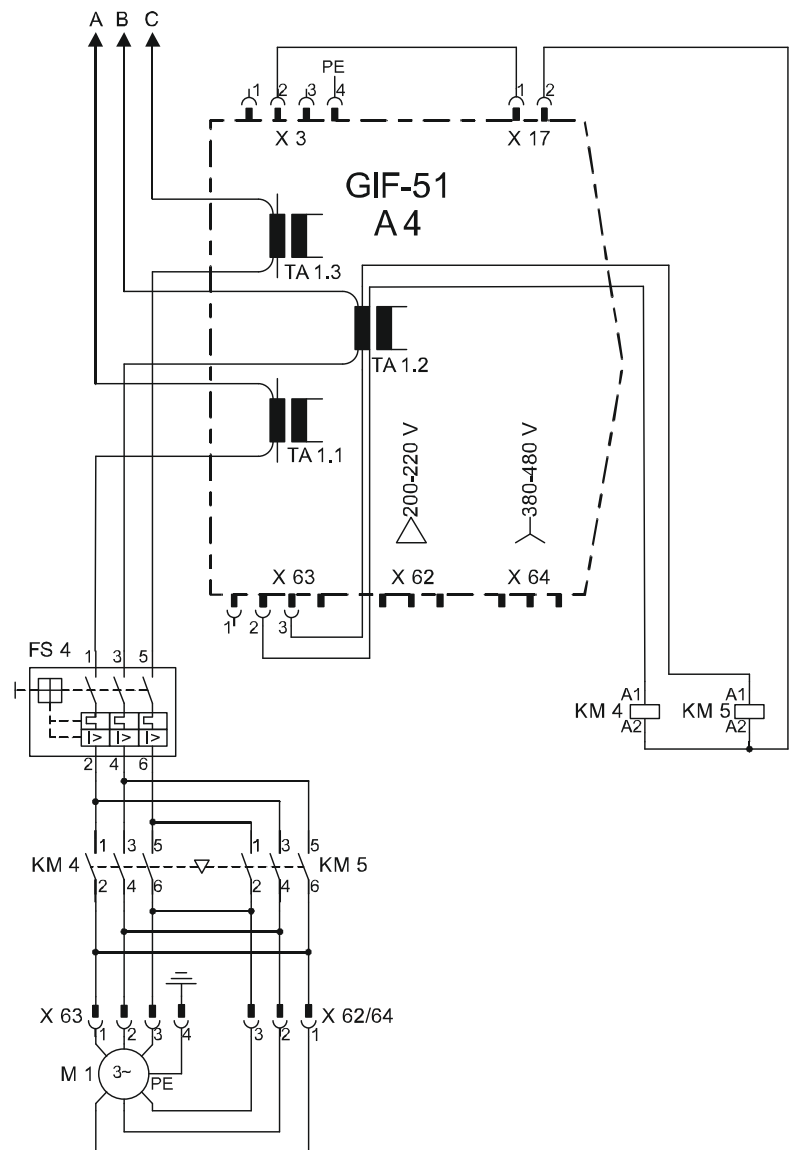 A B C
PE
1 2 3 4 1 2
X 3 X 17
GIF-51
A 4
TA 1.3
TA 1.2
TA 1.1
200-220 V 380-480 V
X 63 X 62 X 64
1 2 3
FS 4 1 3 5
I> I> I>
2 4 6
A1 A1
KM 4 KM 5
A2 A2
1 3 5 1 3 5
KM 4 KM 5
2 4 6 2 4 6
X 63 X 62/64
1 2 3 4 3 2 1
M 1 3~ PE